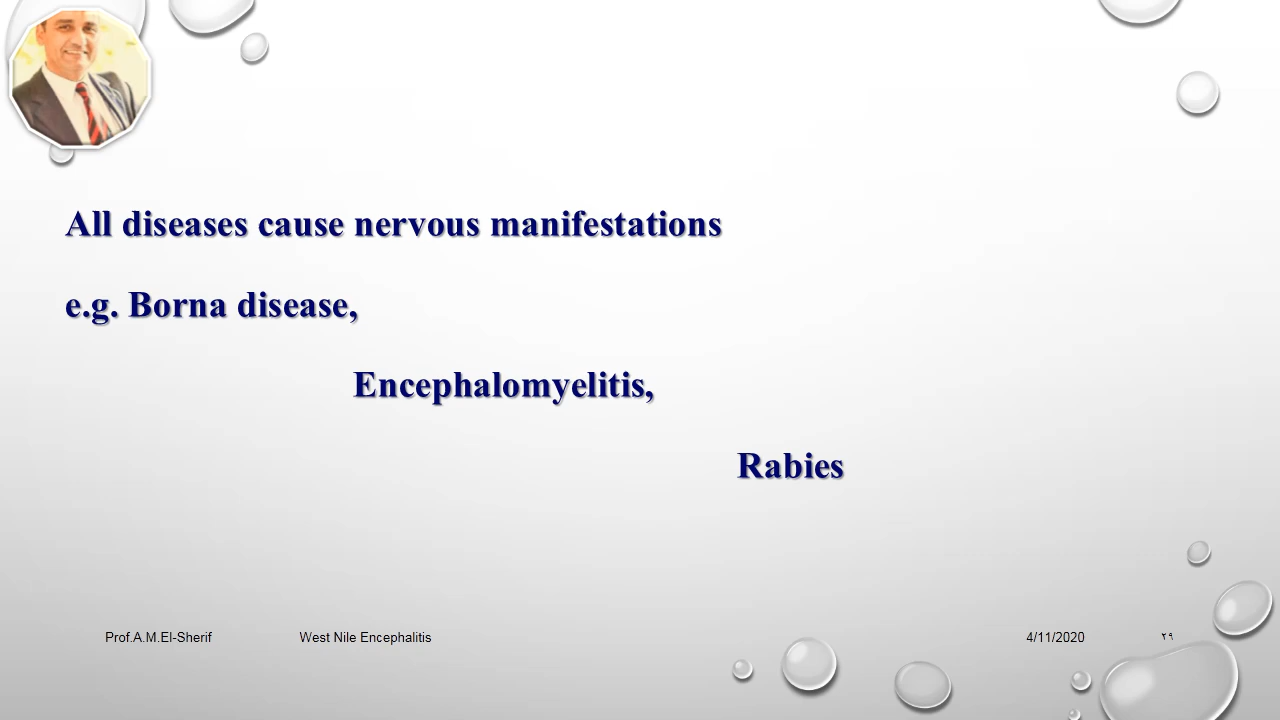 All diseases cause nervous manifestations
e.g. Borna disease,
Encephalomyelitis,
Rabies
Prof.A.M.El-Sherif West Nile Encephalitis 4/11/2020 ٢٩